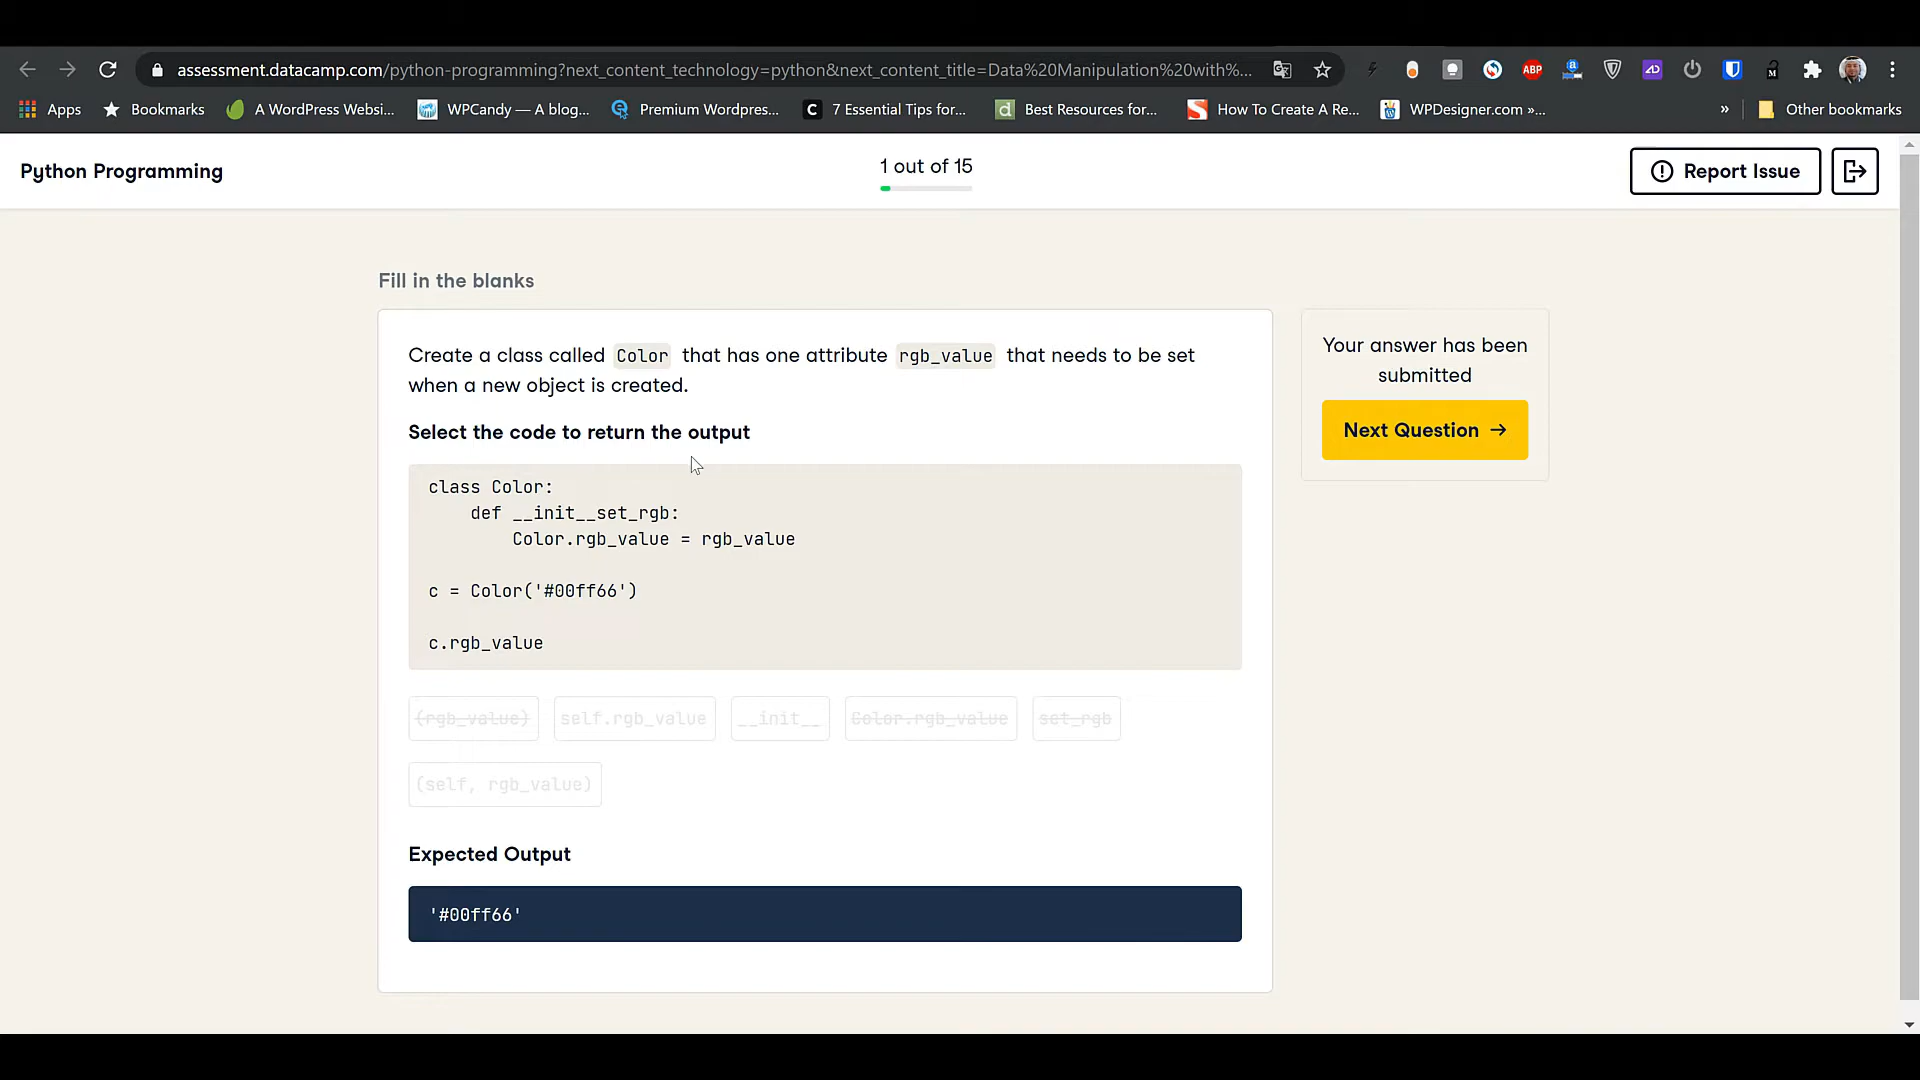 assessment.datacamp.com/python-programming?next_content_technology=python&next_content_title=Data%20Manipulation%20with%...
ABP
Apps
Bookmarks
A WordPress Websi...
WPCandy — A blog...
Premium Wordpres...
7 Essential Tips for...
Best Resources for...
How To Create A Re...
WPDesigner.com »...
»
Other bookmarks
Python Programming
1 out of 15
Report Issue
Fill in the blanks
Create a class called Color that has one attribute rgb_value that needs to be set
when a new object is created.
Select the code to return the output
class Color:
    def __init__set_rgb:
        Color.rgb_value = rgb_value
c = Color('#00ff66')
c.rgb_value
(rgb_value) self.rgb_value __init__ Color.rgb_value set_rgb
(self, rgb_value)
Expected Output
'#00ff66'
Your answer has been
submitted
Next Question →